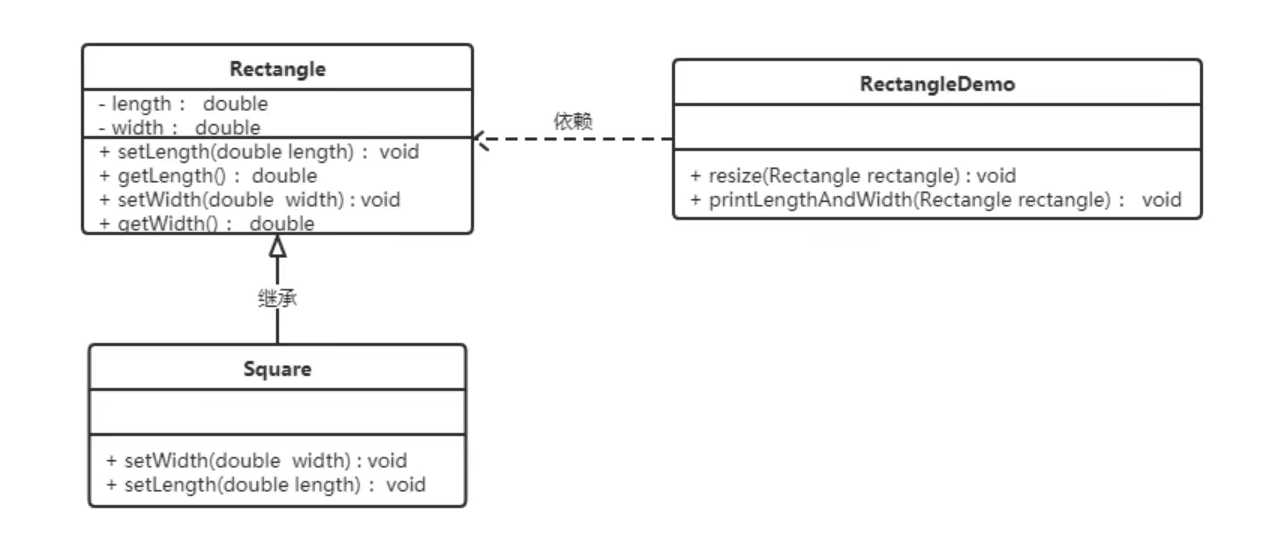 Rectangle
- length： double
- width： double
+ setLength(double length)： void
+ getLength()： double
+ setWidth(double  width) : void
+ getWidth()： double
依赖
RectangleDemo
+ resize(Rectangle rectangle) : void
+ printLengthAndWidth(Rectangle rectangle)： void
继承
Square
+ setWidth(double  width) : void
+ setLength(double length)： void